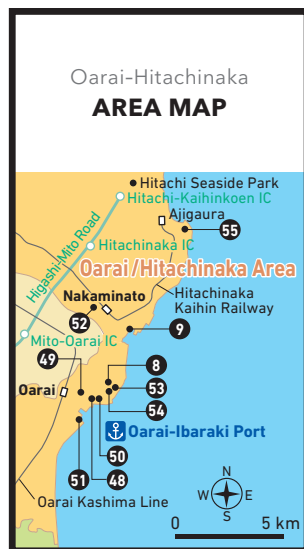 Oarai-Hitachinaka
AREA MAP
Hitachi Seaside Park
Hitachi-Kaihinkoen IC
Ajigaura
55
Higashi-Mito Road
Hitachinaka IC
Oarai/Hitachinaka Area
Nakaminato
Hitachinaka
Kaihin Railway
52
9
Mito-Oarai IC
49
8
Oarai
53
54
Oarai-Ibaraki Port
50
51
48
N
W
E
S
Oarai Kashima Line
0
5 km